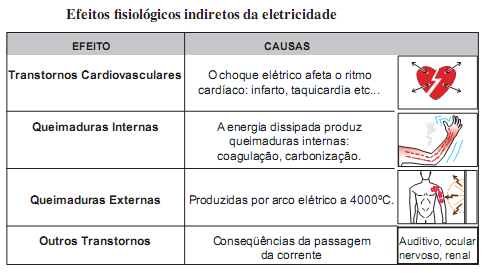 Efeitos fisiológicos indiretos da eletricidade
EFEITO CAUSAS
Transtornos Cardiovasculares O choque elétrico afeta o ritmo
cardíaco: infarto, taquicardia etc...
Queimaduras Internas A energia dissipada produz
queimaduras internas:
coagulação, carbonização.
Queimaduras Externas Produzidas por arco elétrico a 4000ºC.
Outros Transtornos Conseqüências da passagem
da corrente
Auditivo, ocular
nervoso, renal